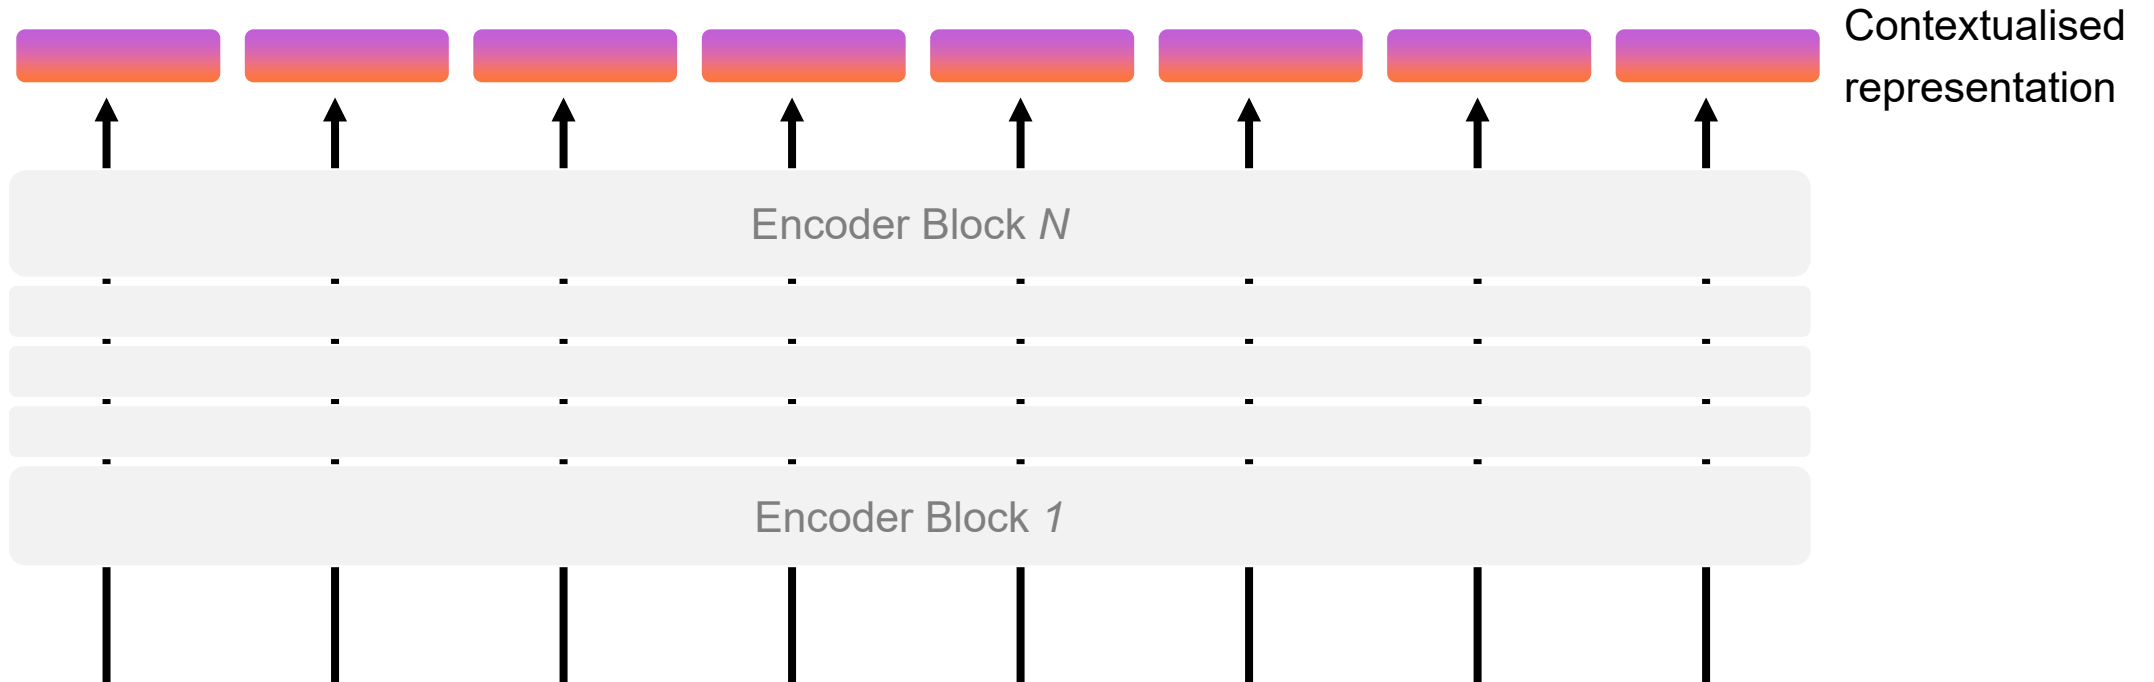 Contextualised
representation
Encoder Block N
Encoder Block 1